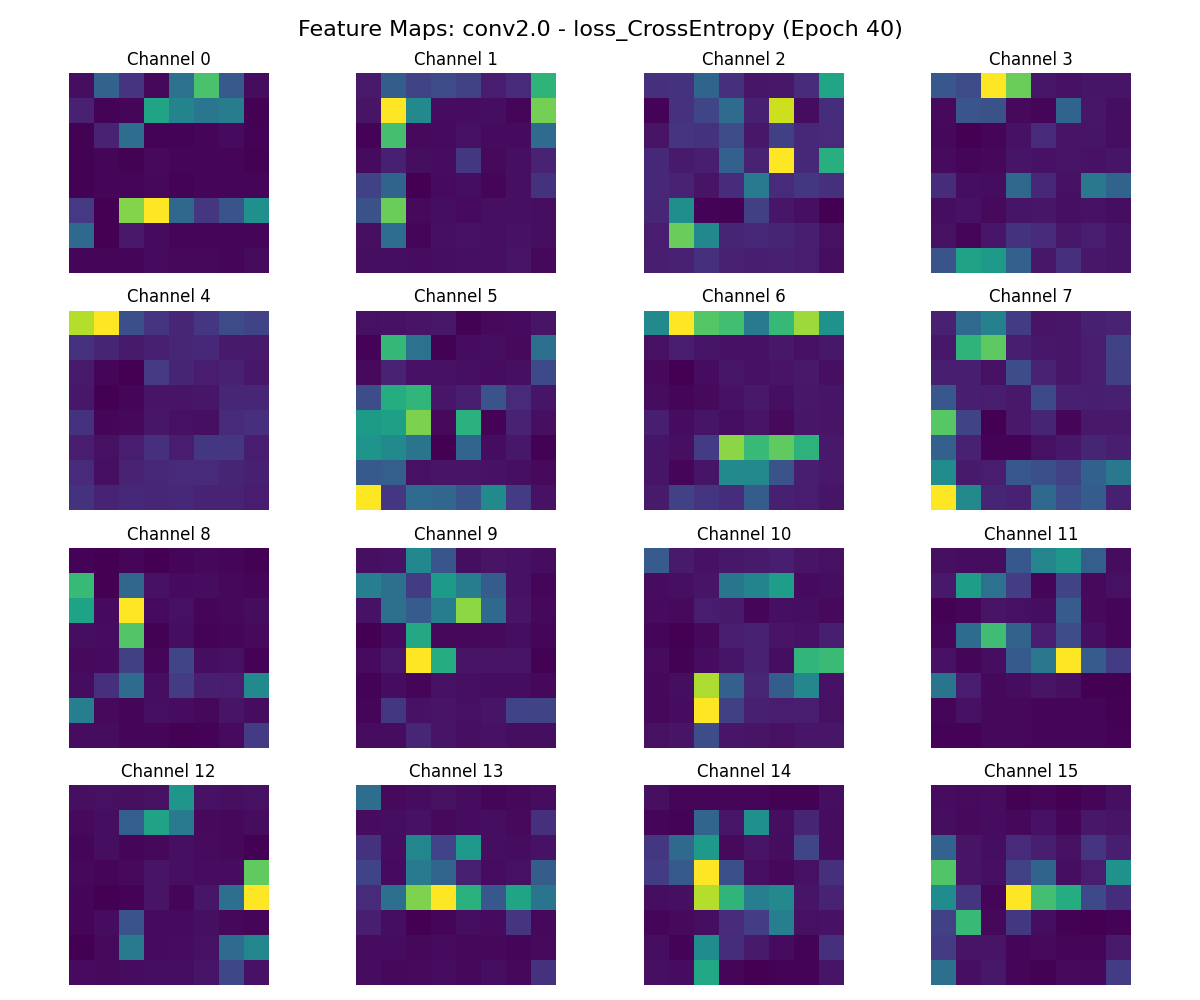 Feature Maps: conv2.0 - loss_CrossEntropy (Epoch 40)
Channel 0
Channel 1
Channel 2
Channel 3
Channel 4
Channel 5
Channel 6
Channel 7
Channel 8
Channel 9
Channel 10
Channel 11
Channel 12
Channel 13
Channel 14
Channel 15